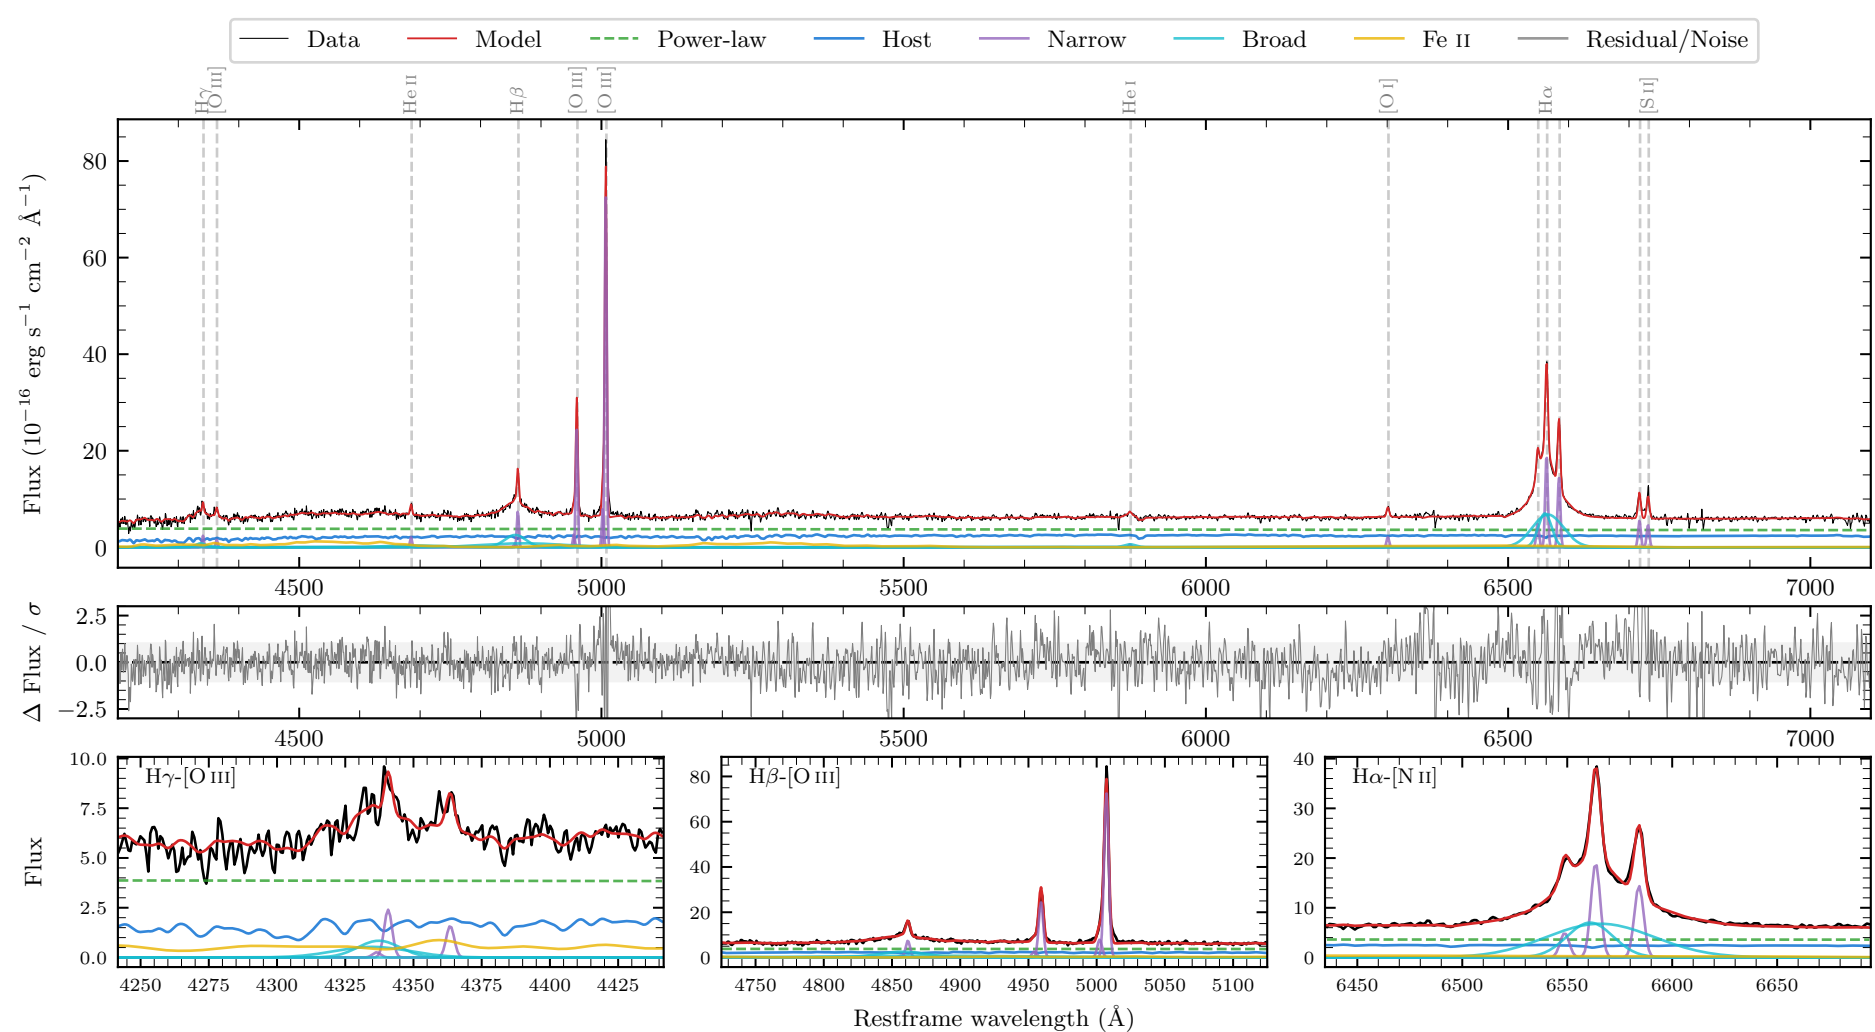 Data Model Power-law Host Narrow Broad Fe II Residual/Noise
Hγ [O III] He II Hβ [O III] [O III] He I [O I] Hα [S II]
Flux (10−16 erg s−1 cm−2 Å−1)
80
60
40
20
0
4500 5000 5500 6000 6500 7000
Δ Flux / σ
2.5
0.0
−2.5
4500 5000 5500 6000 6500 7000
Flux
Hγ-[O III]
10.0
7.5
5.0
2.5
0.0
4250 4275 4300 4325 4350 4375 4400 4425
Hβ-[O III]
80
60
40
20
0
4750 4800 4850 4900 4950 5000 5050 5100
Hα-[N II]
40
30
20
10
0
6450 6500 6550 6600 6650
Restframe wavelength (Å)